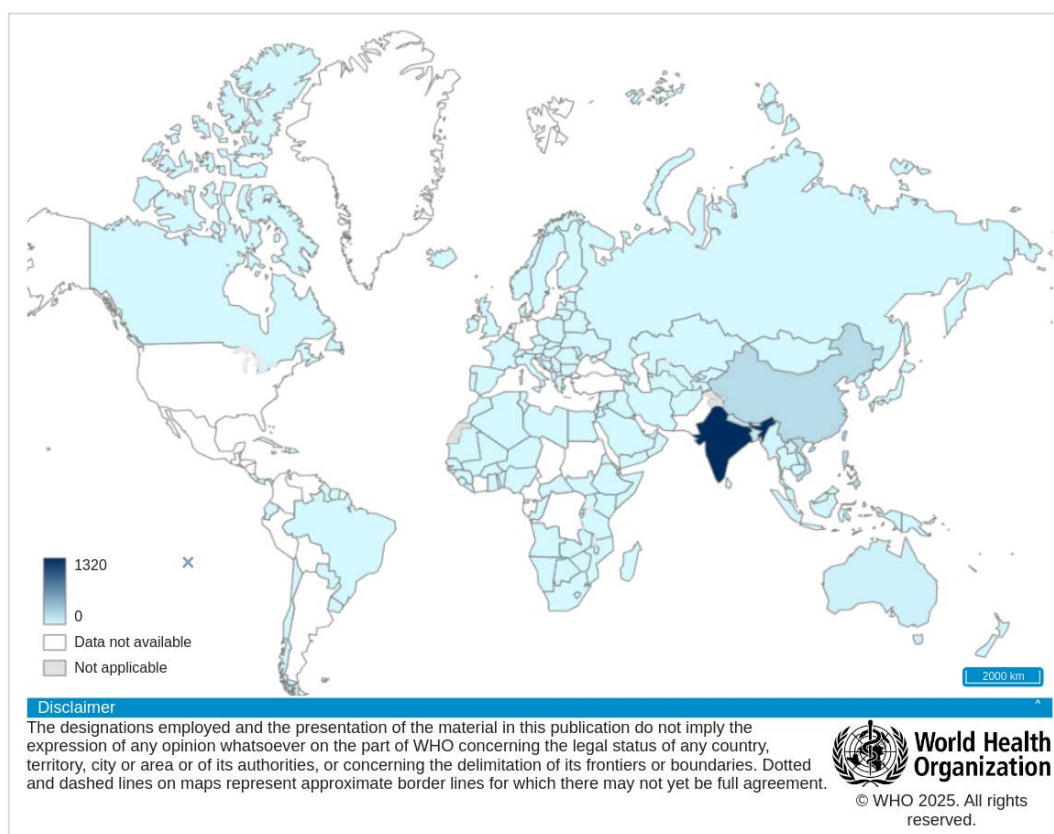 1320
0
Data not available
Not applicable
2000 km
Disclaimer
The designations employed and the presentation of the material in this publication do not imply the
expression of any opinion whatsoever on the part of WHO concerning the legal status of any country,
territory, city or area or of its authorities, or concerning the delimitation of its frontiers or boundaries. Dotted
and dashed lines on maps represent approximate border lines for which there may not yet be full agreement.
World Health
Organization
© WHO 2025. All rights
reserved.